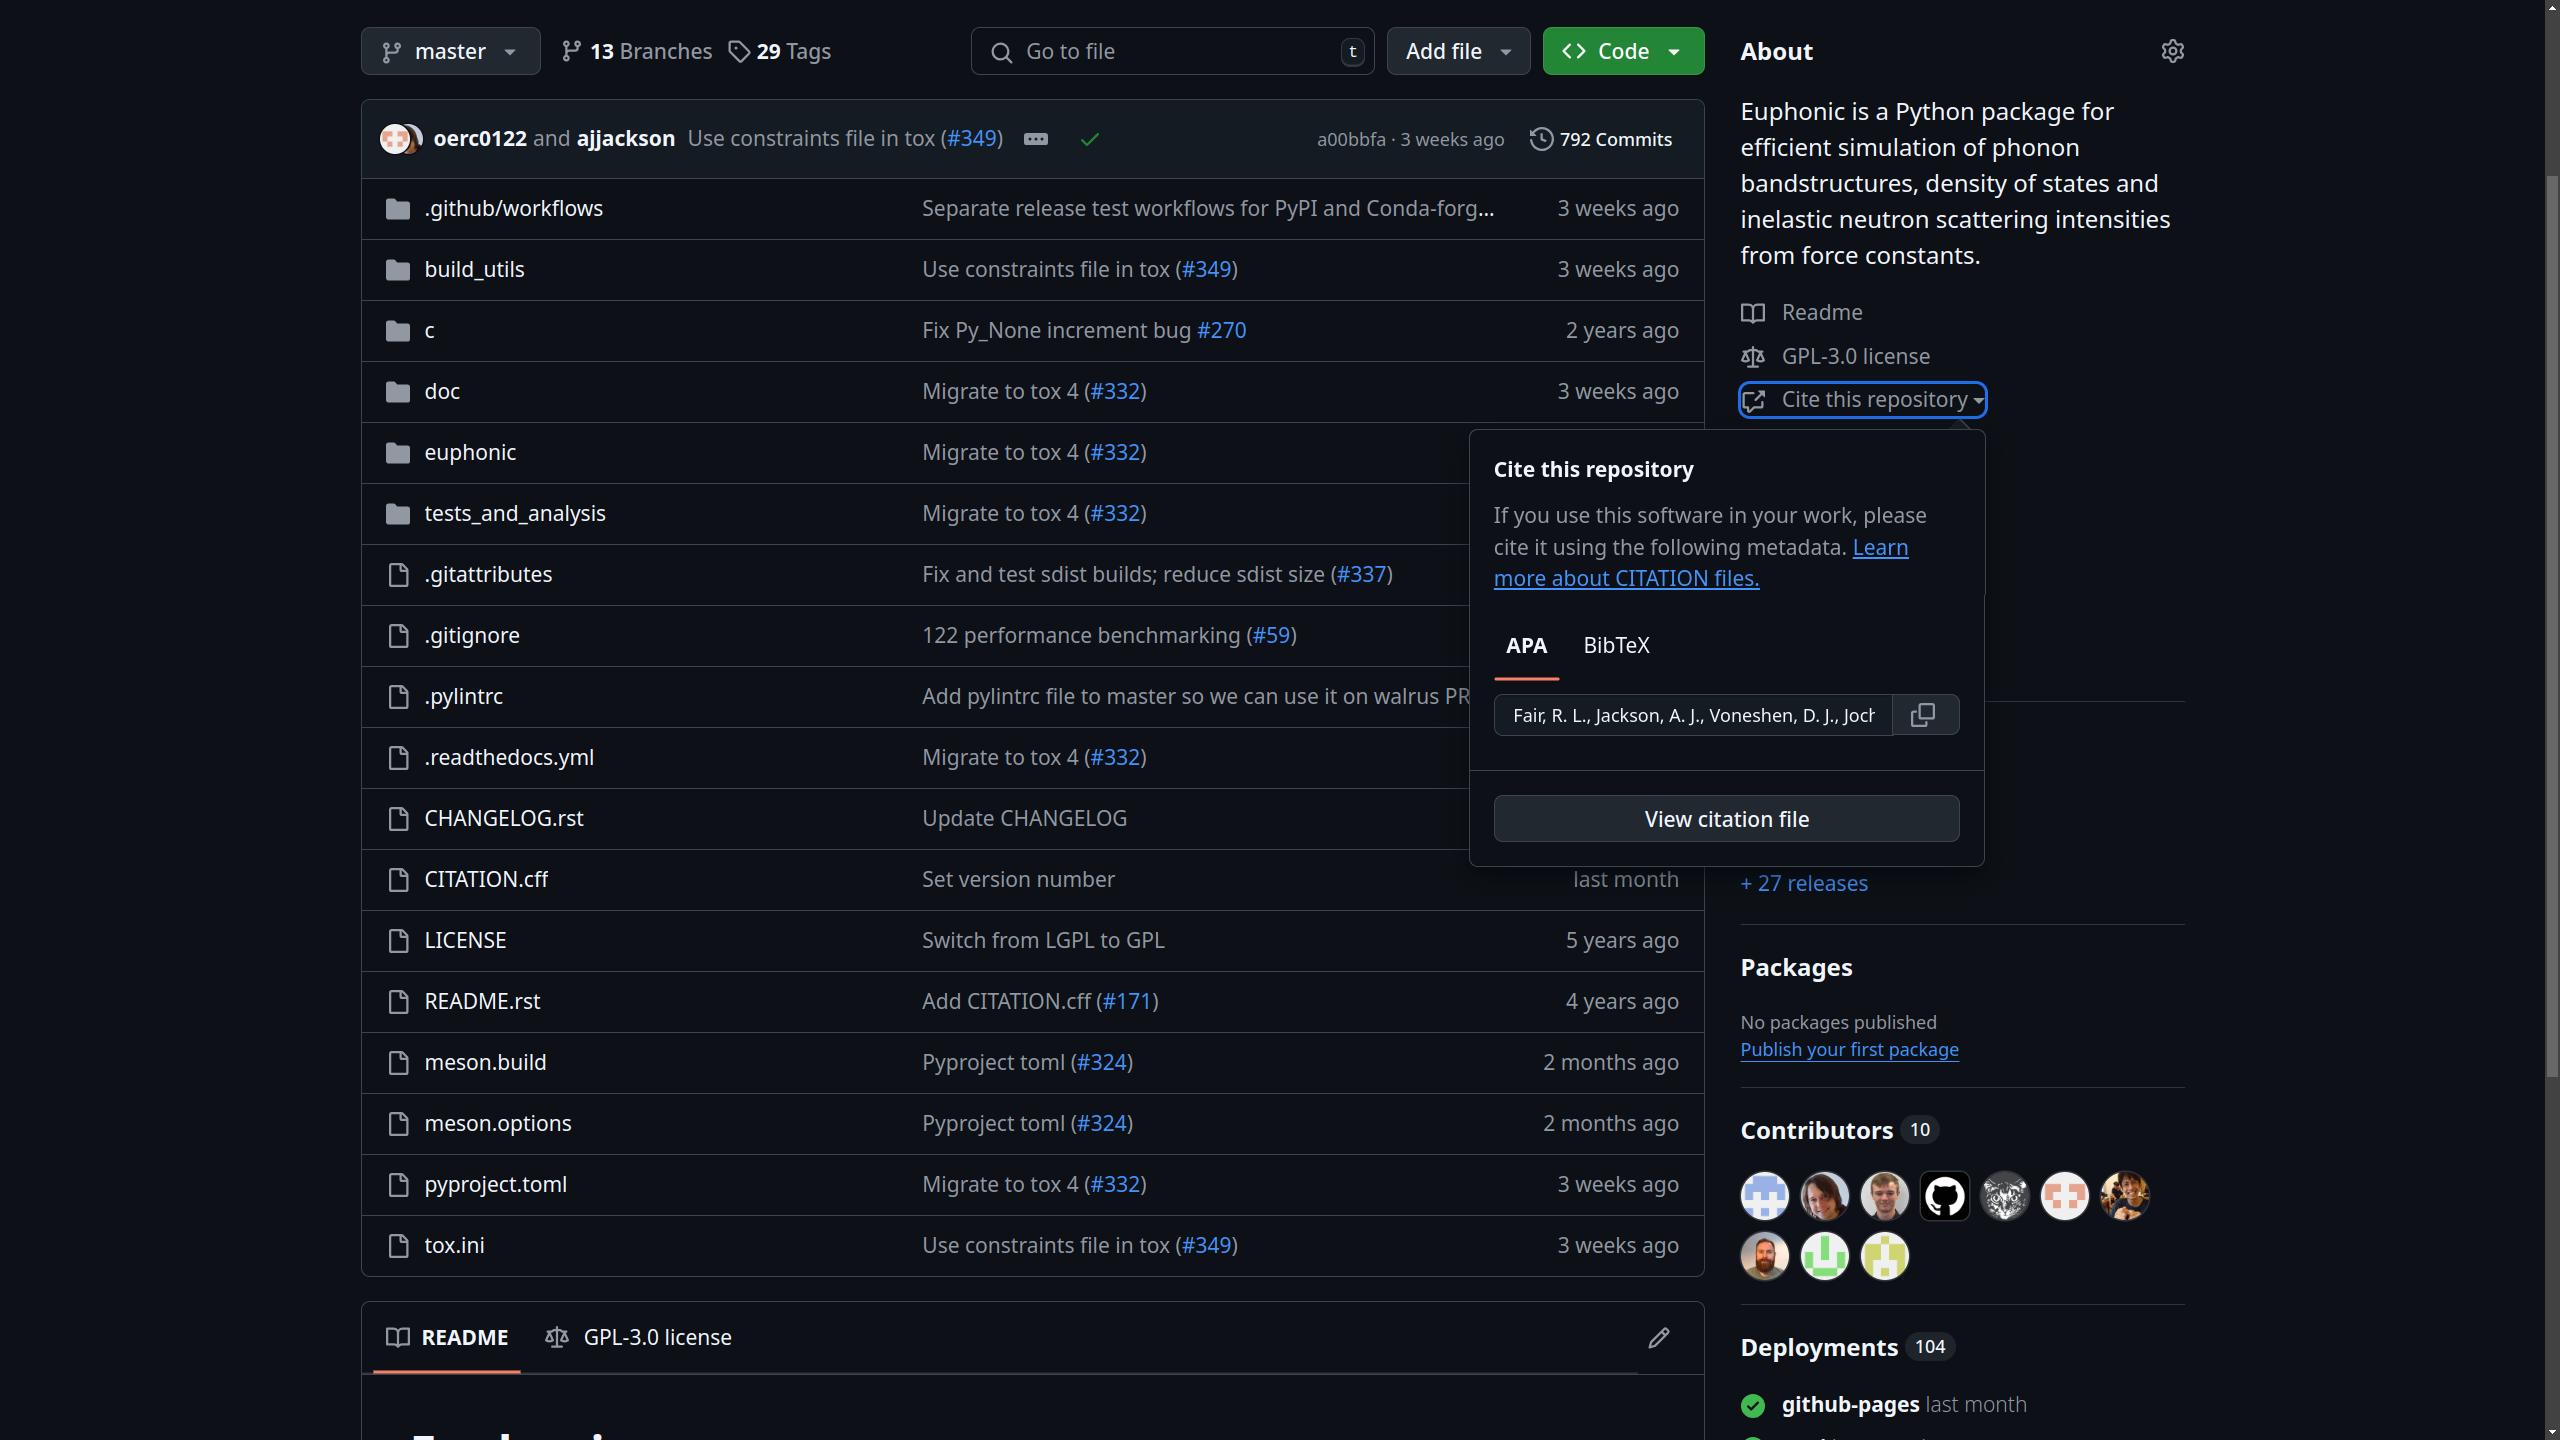 master 13 Branches 29 Tags Go to file t Add file Code
oerc0122 and ajjackson Use constraints file in tox (#349) a00bbfa · 3 weeks ago 792 Commits
.github/workflows Separate release test workflows for PyPI and Conda-forg... 3 weeks ago
build_utils Use constraints file in tox (#349) 3 weeks ago
c Fix Py_None increment bug #270 2 years ago
doc Migrate to tox 4 (#332) 3 weeks ago
euphonic Migrate to tox 4 (#332)
tests_and_analysis Migrate to tox 4 (#332)
.gitattributes Fix and test sdist builds; reduce sdist size (#337)
.gitignore 122 performance benchmarking (#59)
.pylintrc Add pylintrc file to master so we can use it on walrus PR
.readthedocs.yml Migrate to tox 4 (#332)
CHANGELOG.rst Update CHANGELOG
CITATION.cff Set version number last month
LICENSE Switch from LGPL to GPL 5 years ago
README.rst Add CITATION.cff (#171) 4 years ago
meson.build Pyproject toml (#324) 2 months ago
meson.options Pyproject toml (#324) 2 months ago
pyproject.toml Migrate to tox 4 (#332) 3 weeks ago
tox.ini Use constraints file in tox (#349) 3 weeks ago
README GPL-3.0 license
About
Euphonic is a Python package for
efficient simulation of phonon
bandstructures, density of states and
inelastic neutron scattering intensities
from force constants.
Readme
GPL-3.0 license
Cite this repository
Cite this repository
If you use this software in your work, please
cite it using the following metadata. Learn
more about CITATION files.
APA BibTeX
Fair, R. L., Jackson, A. J., Voneshen, D. J., Joch
View citation file
+ 27 releases
Packages
No packages published
Publish your first package
Contributors 10
Deployments 104
github-pages last month